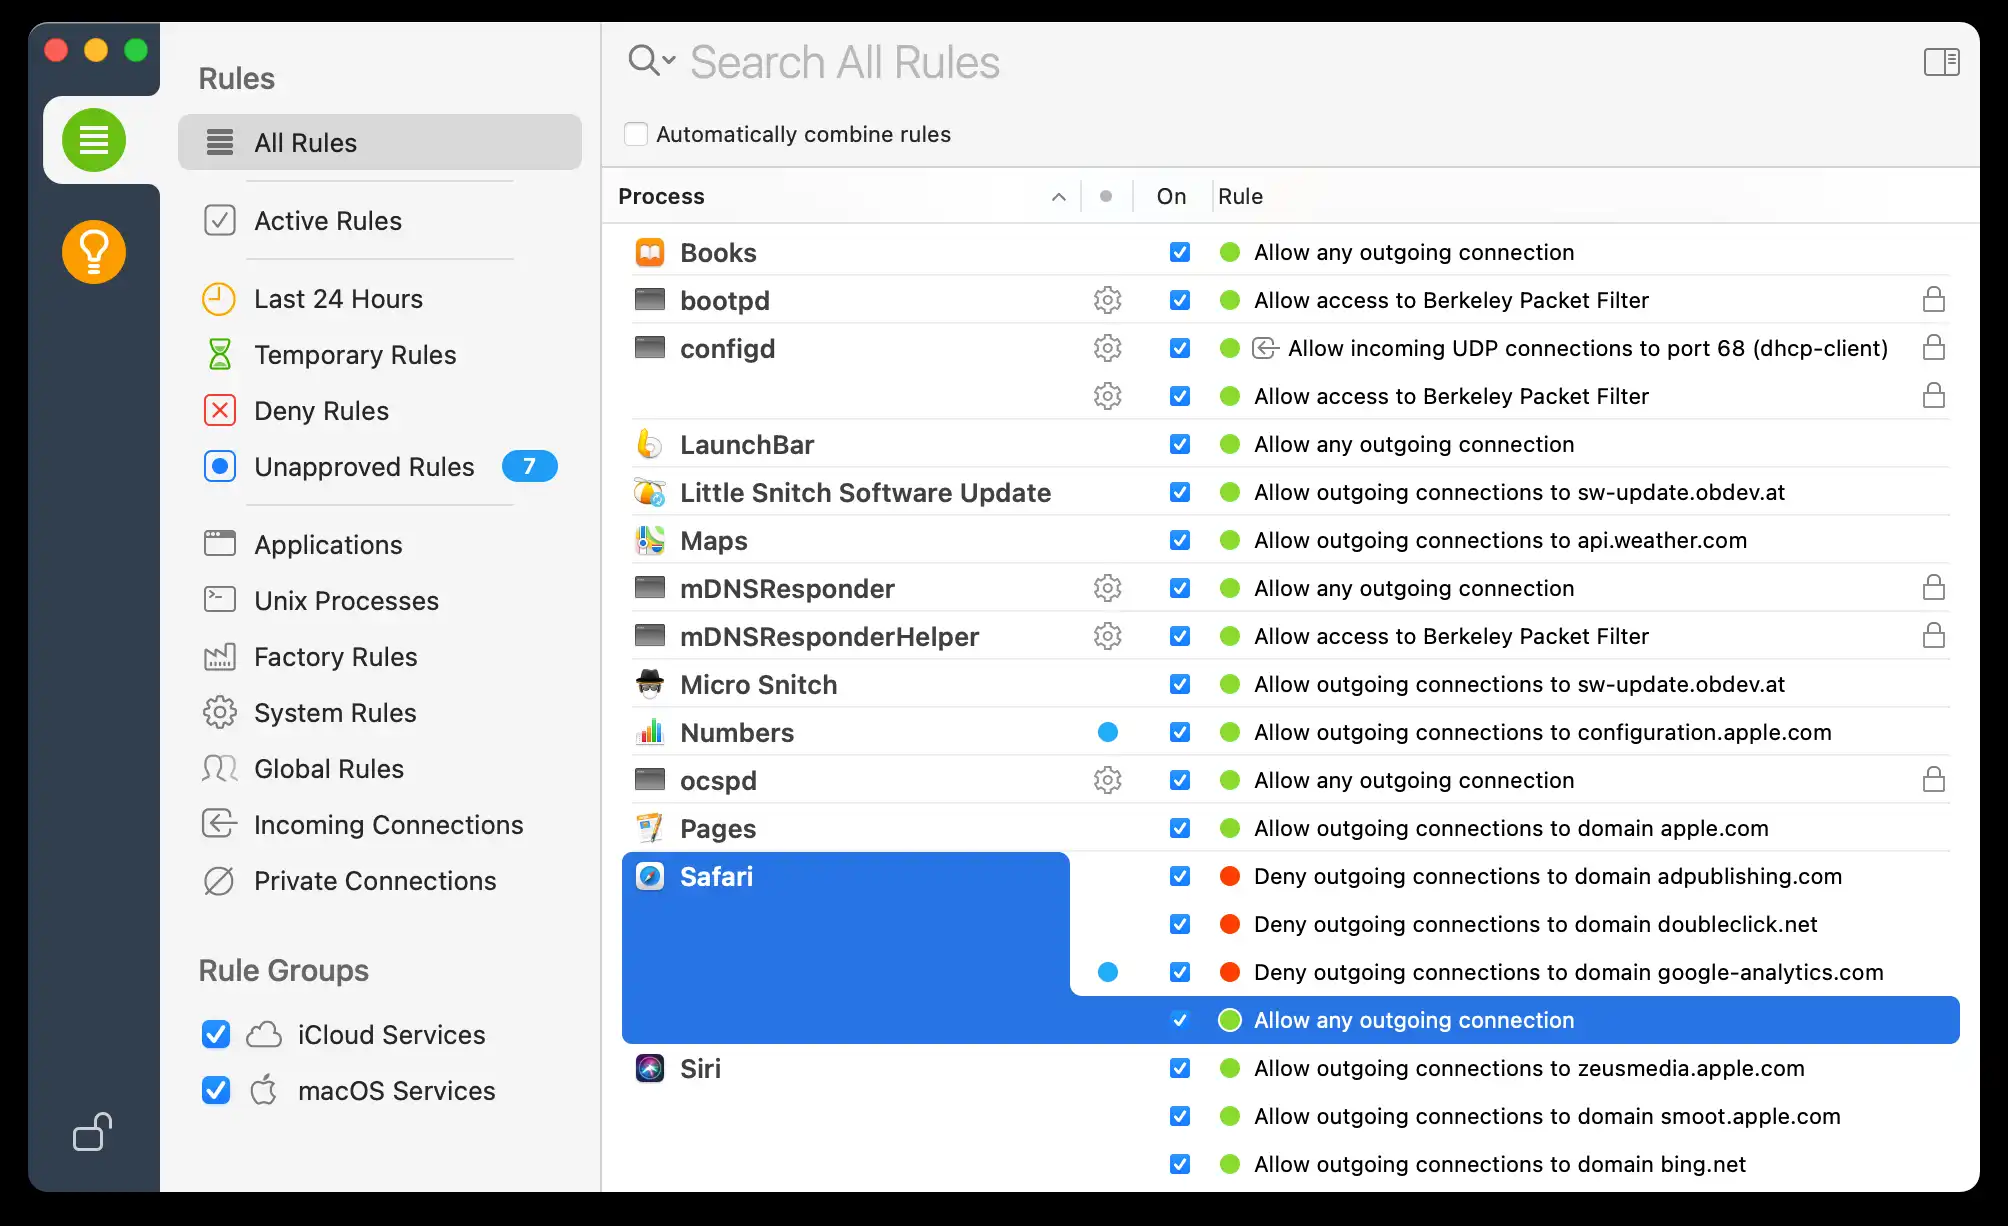 Rules
All Rules
Active Rules
Last 24 Hours
Temporary Rules
Deny Rules
Unapproved Rules 7
Applications
Unix Processes
Factory Rules
System Rules
Global Rules
Incoming Connections
Private Connections
Rule Groups
iCloud Services
macOS Services
Search All Rules
Automatically combine rules
Process On Rule
Books Allow any outgoing connection
bootpd Allow access to Berkeley Packet Filter
configd Allow incoming UDP connections to port 68 (dhcp-client)
Allow access to Berkeley Packet Filter
LaunchBar Allow any outgoing connection
Little Snitch Software Update Allow outgoing connections to sw-update.obdev.at
Maps Allow outgoing connections to api.weather.com
mDNSResponder Allow any outgoing connection
mDNSResponderHelper Allow access to Berkeley Packet Filter
Micro Snitch Allow outgoing connections to sw-update.obdev.at
Numbers Allow outgoing connections to configuration.apple.com
ocspd Allow any outgoing connection
Pages Allow outgoing connections to domain apple.com
Safari Deny outgoing connections to domain adpublishing.com
Deny outgoing connections to domain doubleclick.net
Deny outgoing connections to domain google-analytics.com
Allow any outgoing connection
Siri Allow outgoing connections to zeusmedia.apple.com
Allow outgoing connections to domain smoot.apple.com
Allow outgoing connections to domain bing.net